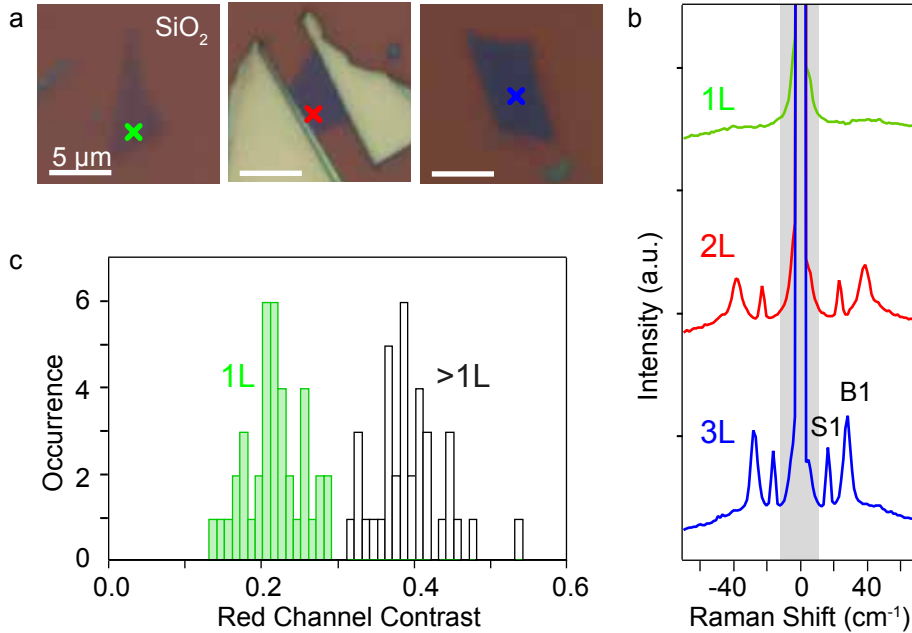 a
SiO2
5 µm
b
1L
2L
3L
S1
B1
Intensity (a.u.)
-40
0
40
Raman Shift (cm-1)
c
1L
>1L
Occurrence
6
4
2
0
0.0
0.2
0.4
0.6
Red Channel Contrast